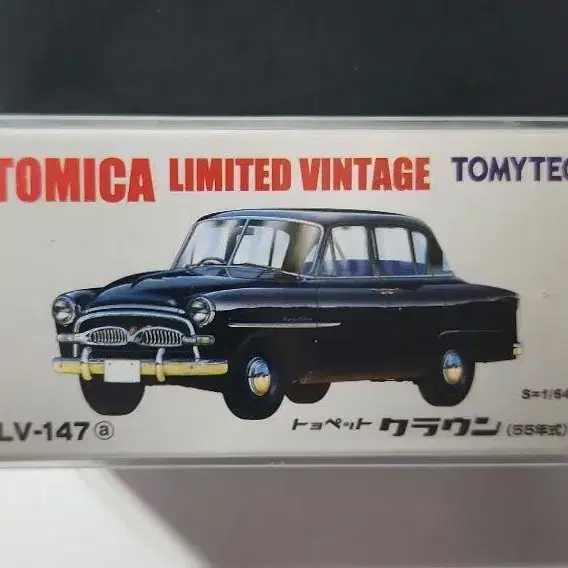 TOMICA LIMITED VINTAGE TOMYTEC
S=1/64
LV-147 ⓐ トヨペット クラウン (55年式)